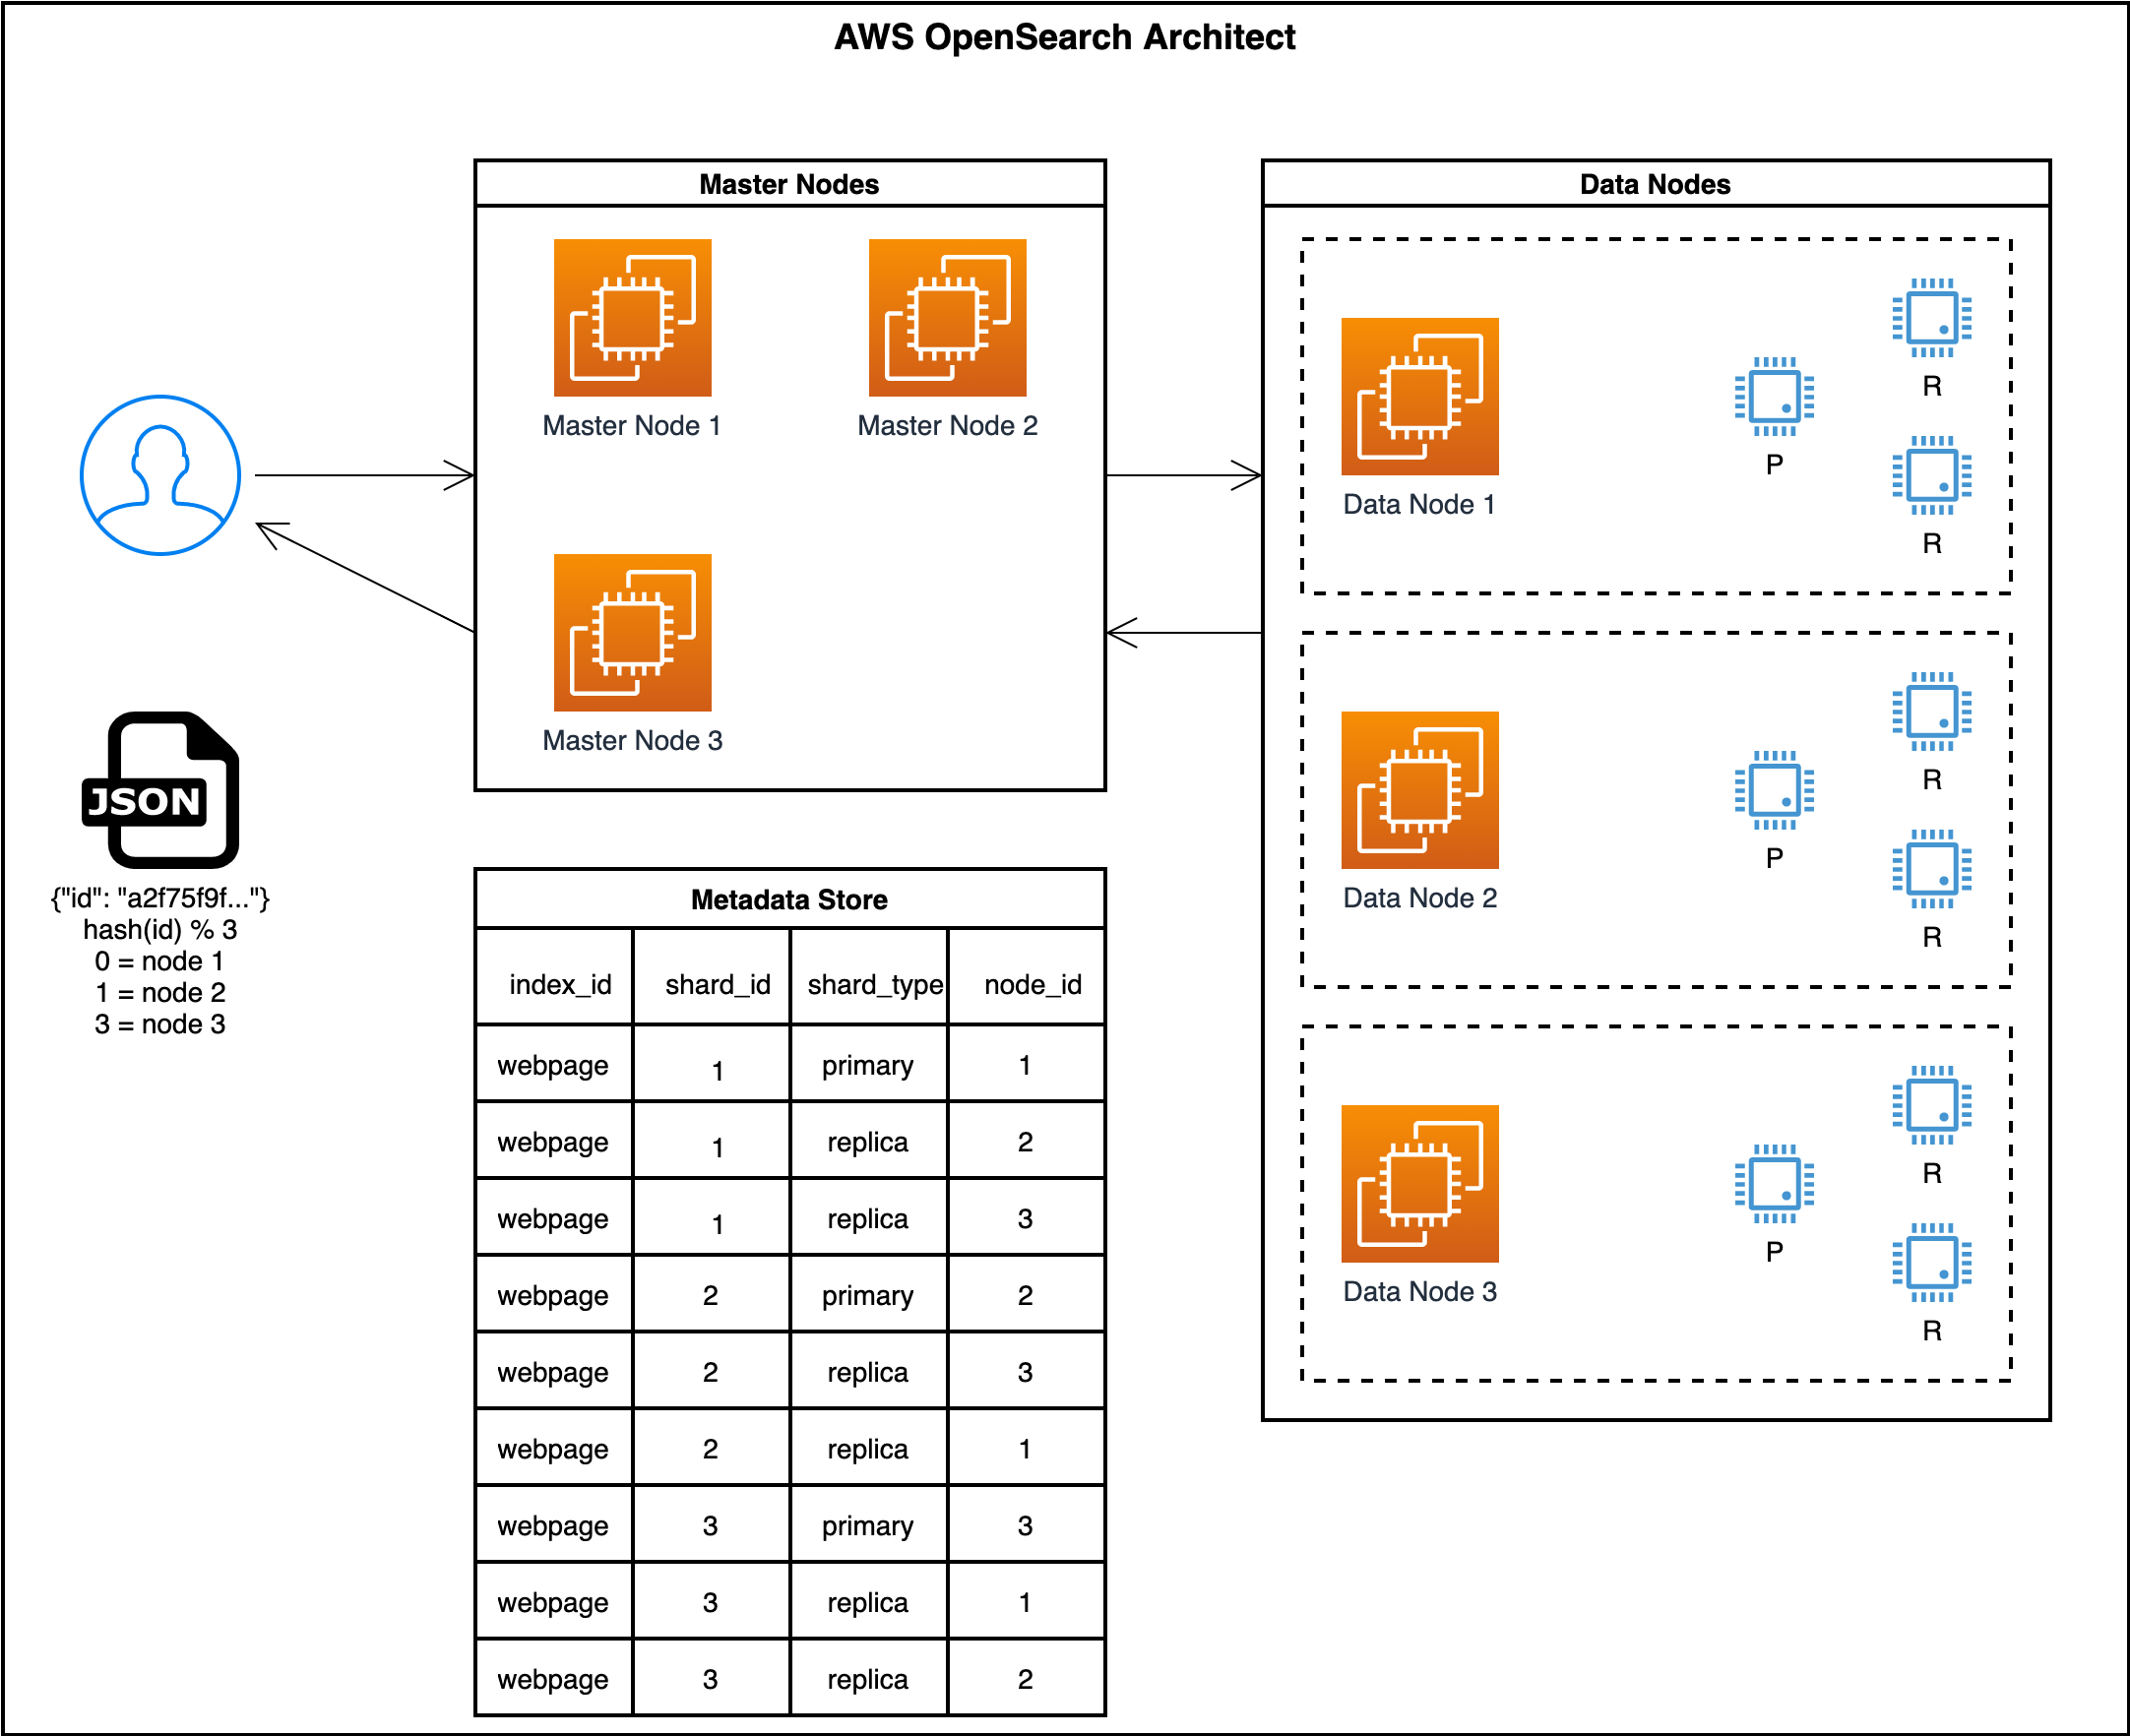 AWS OpenSearch Architect
Master Nodes
Master Node 1
Master Node 2
Master Node 3
Data Nodes
Data Node 1
P
R
R
Data Node 2
P
R
R
Data Node 3
P
R
R
JSON
{"id": "a2f75f9f..."}
hash(id) % 3
0 = node 1
1 = node 2
3 = node 3
Metadata Store
index_id shard_id shard_type node_id
webpage 1 primary 1
webpage 1 replica 2
webpage 1 replica 3
webpage 2 primary 2
webpage 2 replica 3
webpage 2 replica 1
webpage 3 primary 3
webpage 3 replica 1
webpage 3 replica 2